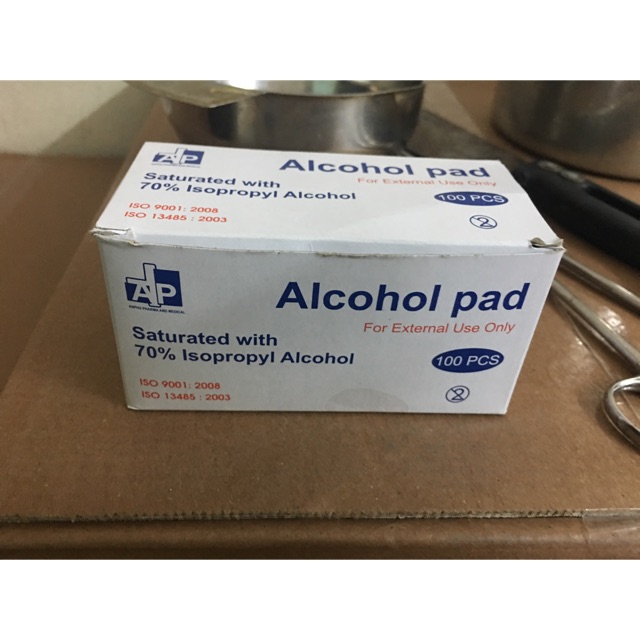 AP
Alcohol pad
Saturated with
For External Use Only
70% Isopropyl Alcohol
100 PCS
ISO 9001: 2008
ISO 13485 : 2003
2
AP
Alcohol pad
For External Use Only
Saturated with
70% Isopropyl Alcohol
100 PCS
ISO 9001: 2008
ISO 13485 : 2003
2